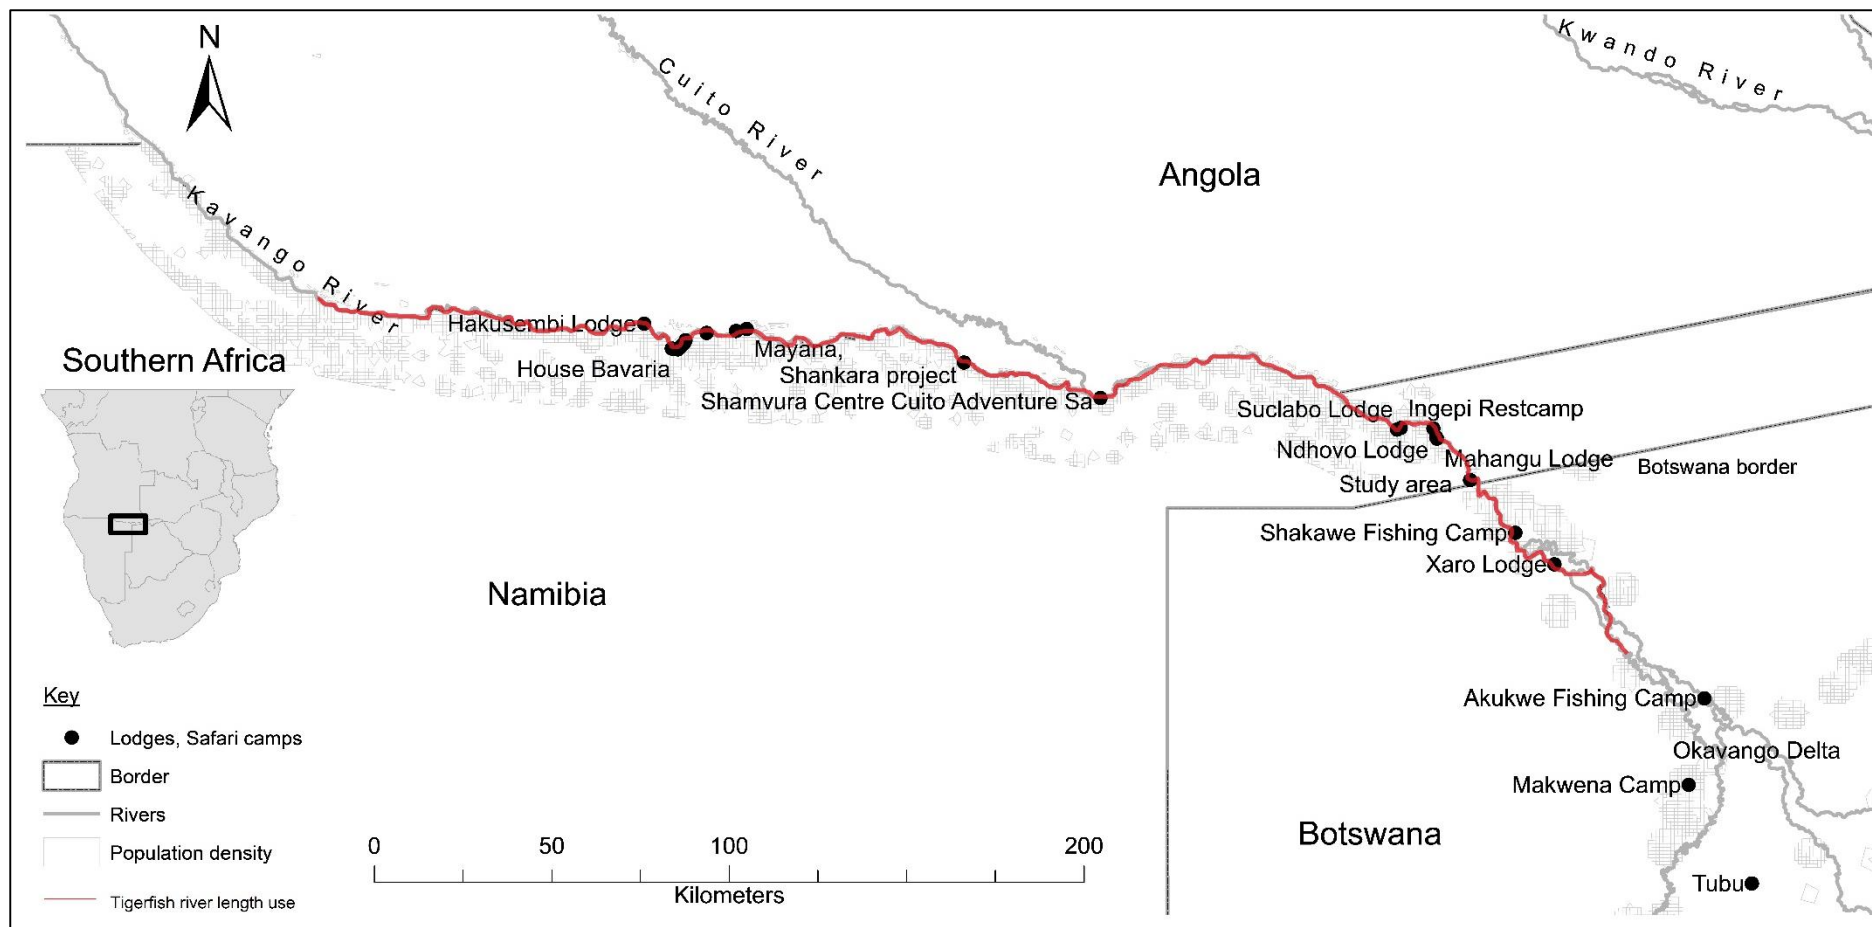 N
Cuito River
Kwando River
Angola
Kavango River
Southern Africa
Hakusembi Lodge
House Bavaria
Mayana,
Shankara project
Shamvura Centre Cuito Adventure Sa
Suclabo Lodge
Ingepi Restcamp
Ndhovo Lodge
Mahangu Lodge
Study area
Botswana border
Shakawe Fishing Camp
Xaro Lodge
Namibia
Akukwe Fishing Camp
Okavango Delta
Makwena Camp
Botswana
Tubu
Key
Lodges, Safari camps
Border
Rivers
Population density
Tigerfish river length use
0 50 100 200
Kilometers